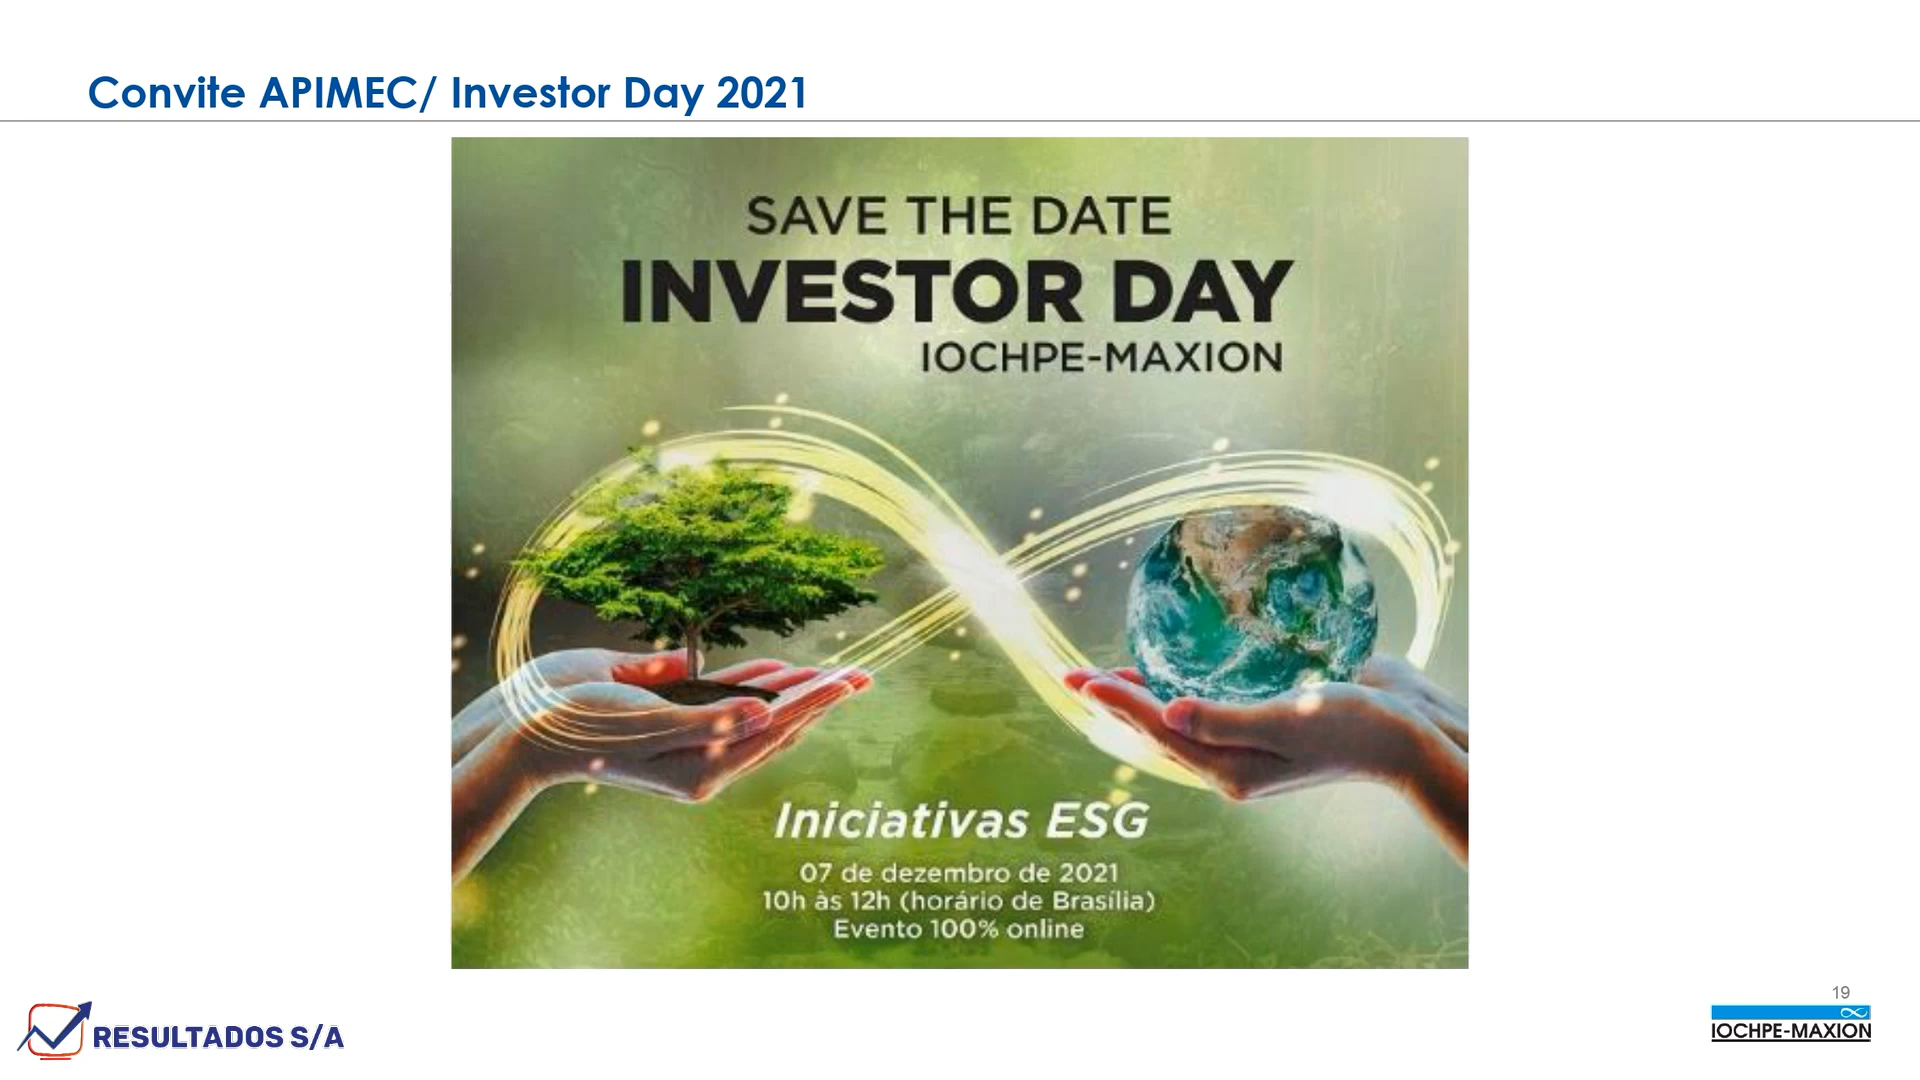 Convite APIMEC/ Investor Day 2021
SAVE THE DATE
INVESTOR DAY
IOCHPE-MAXION
Iniciativas ESG
07 de dezembro de 2021
10h às 12h (horário de Brasília)
Evento 100% online
19
RESULTADOS S/A
IOCHPE-MAXION